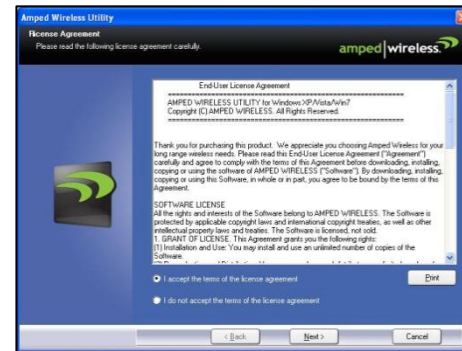 Amped Wireless Utility
License Agreement
Please read the following license agreement carefully.
amped wireless
End-User License Agreement
====================================================
AMPED WIRELESS UTILITY for Windows XP/Vista/Win7
Copyright (C) AMPED WIRELESS. All Rights Reserved.
====================================================
Thank you for purchasing this product. We appreciate you choosing Amped Wireless for your
long range wireless needs. Please read this End-User License Agreement ("Agreement")
carefully and agree to comply with the terms of this Agreement before downloading, installing,
copying or using the software of AMPED WIRELESS ("Software"). By downloading, installing,
copying or using this Software, in whole or in part, you agree to be bound by the terms of this
Agreement.
SOFTWARE LICENSE
All the rights and interests of the Software belong to AMPED WIRELESS. The Software is
protected by applicable copyright laws and international copyright treaties, as well as other
intellectual property laws and treaties. The Software is licensed, not sold.
1. GRANT OF LICENSE. This Agreement grants you the following rights:
(1) Installation and Use: You may install and use an unlimited number of copies of the
Software.
I accept the terms of the license agreement
Print
I do not accept the terms of the license agreement
< Back
Next >
Cancel